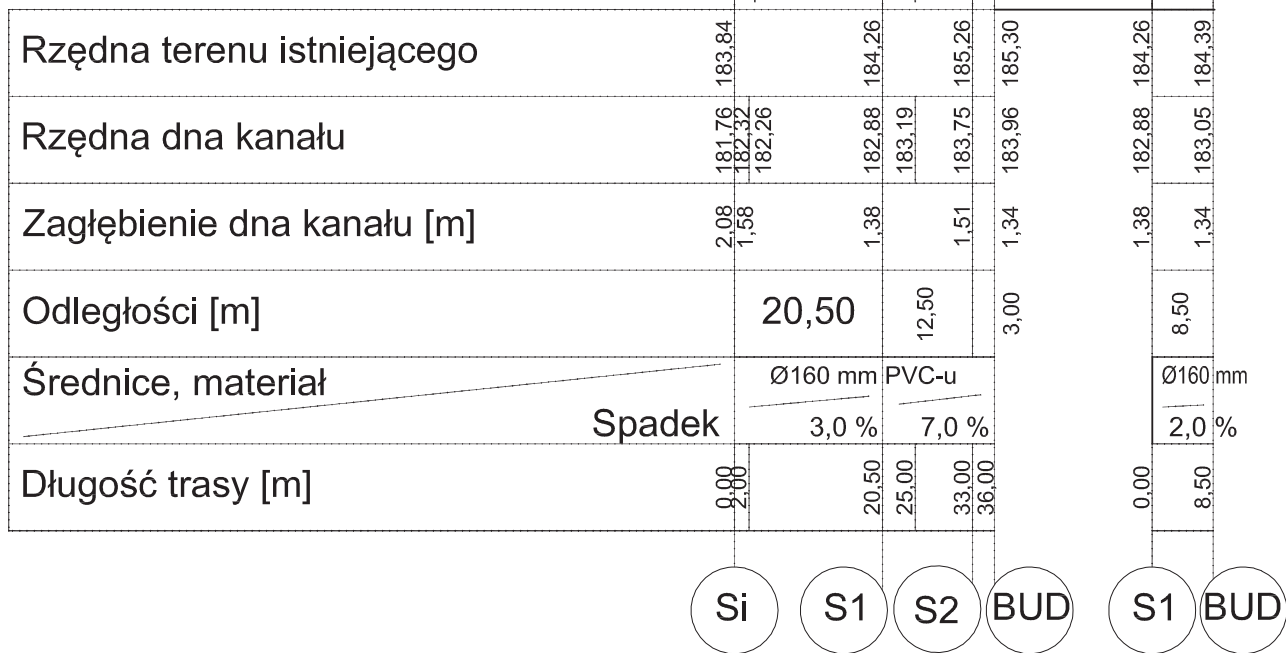 Rzędna terenu istniejącego 183,84 184,26 185,26 185,30 184,26 184,39
Rzędna dna kanału 181,76 182,32 182,26 182,88 183,19 183,75 183,96 182,88 183,05
Zagłębienie dna kanału [m] 2,08 1,58 1,38 1,51 1,34 1,38 1,34
Odległości [m] 20,50 12,50 3,00 8,50
Średnice, materiał Ø160 mm PVC-u Ø160 mm
Spadek 3,0 % 7,0 % 2,0 %
Długość trasy [m] 0,00 2,00 20,50 25,00 33,00 36,00 0,00 8,50
Si S1 S2 BUD S1 BUD